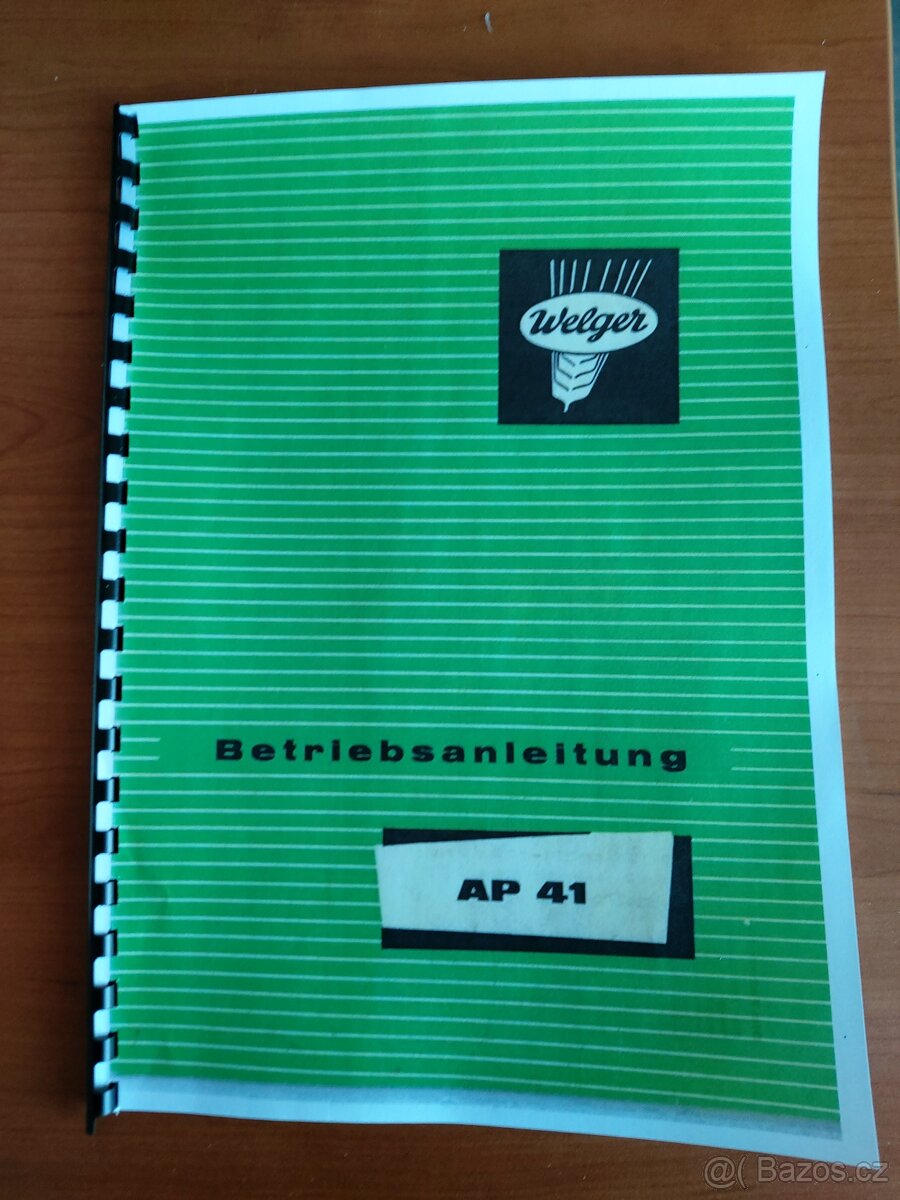 Welger
Betriebsanleitung
AP 41
@( Bazos.cz